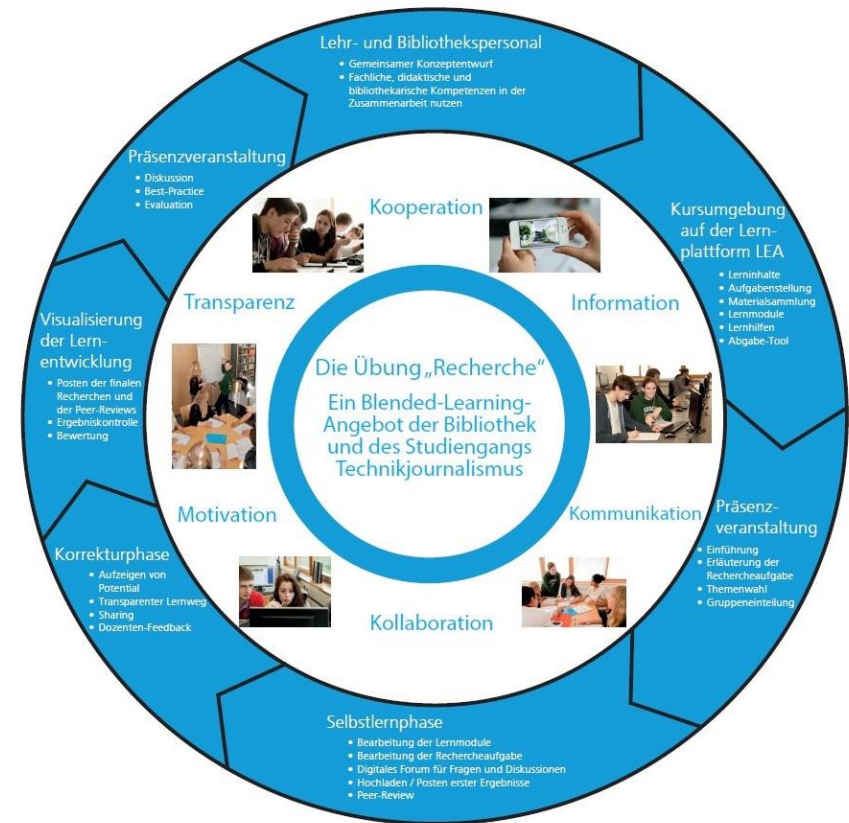 Lehr- und Bibliothekspersonal
• Gemeinsamer Konzeptentwurf
• Fachliche, didaktische und
bibliothekarische Kompetenzen in der
Zusammenarbeit nutzen
Kursumgebung
auf der Lern-
plattform LEA
• Lerninhalte
• Aufgabenstellung
• Materialsammlung
• Lernmodule
• Lernhilfen
• Abgabe-Tool
Präsenz-
veranstaltung
• Einführung
• Erläuterung der
Rechercheaufgabe
• Themenwahl
• Gruppeneinteilung
Selbstlernphase
• Bearbeitung der Lernmodule
• Bearbeitung der Rechercheaufgabe
• Digitales Forum für Fragen und Diskussionen
• Hochladen / Posten erster Ergebnisse
• Peer-Review
Korrekturphase
• Aufzeigen von
Potential
• Transparenter Lernweg
• Sharing
• Dozenten-Feedback
Visualisierung
der Lern-
entwicklung
• Posten der finalen
Recherchen und
der Peer-Reviews
• Ergebniskontrolle
• Bewertung
Präsenzveranstaltung
• Diskussion
• Best-Practice
• Evaluation
Kooperation
Information
Kommunikation
Kollaboration
Motivation
Transparenz
Die Übung „Recherche“
Ein Blended-Learning-
Angebot der Bibliothek
und des Studiengangs
Technikjournalismus